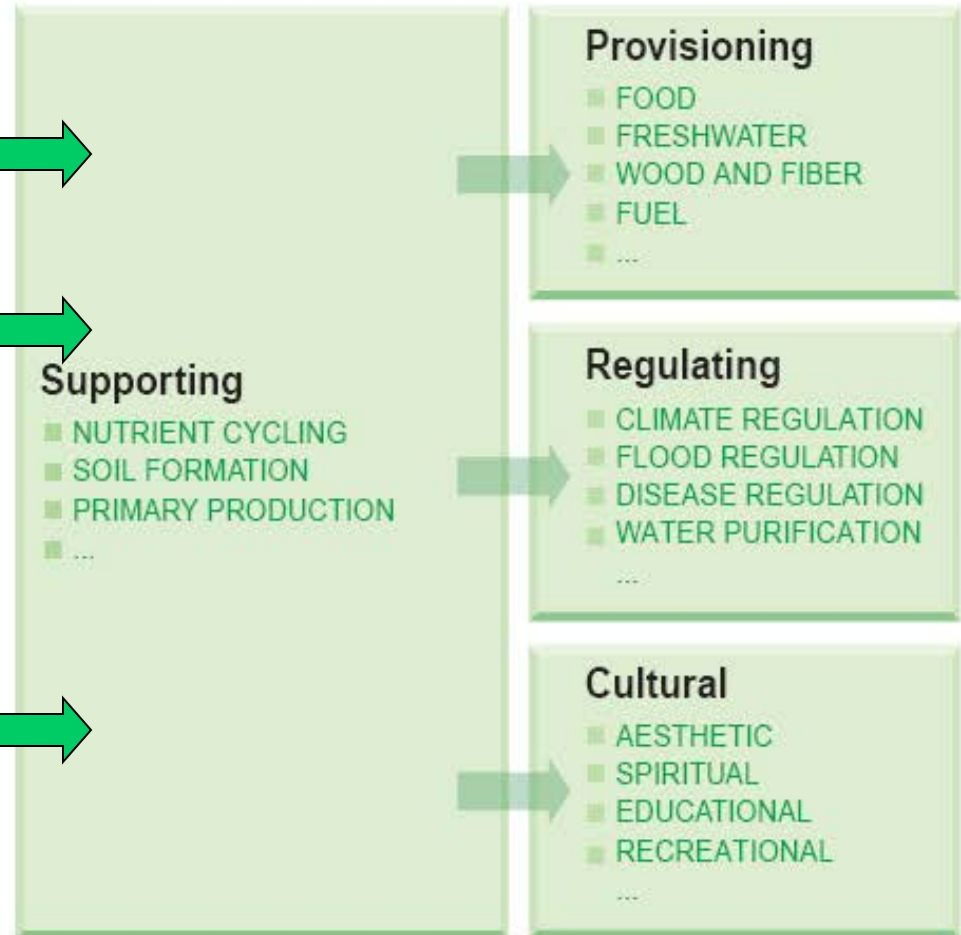 Supporting
NUTRIENT CYCLING
SOIL FORMATION
PRIMARY PRODUCTION
...
Provisioning
FOOD
FRESHWATER
WOOD AND FIBER
FUEL
...
Regulating
CLIMATE REGULATION
FLOOD REGULATION
DISEASE REGULATION
WATER PURIFICATION
...
Cultural
AESTHETIC
SPIRITUAL
EDUCATIONAL
RECREATIONAL
...